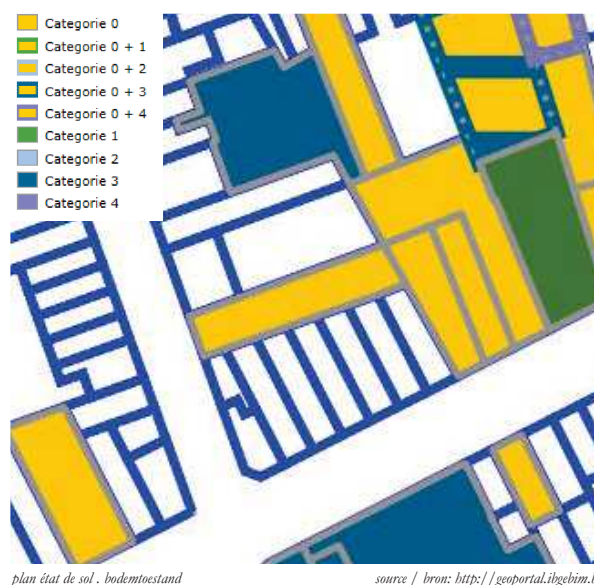 Categorie 0
Categorie 0 + 1
Categorie 0 + 2
Categorie 0 + 3
Categorie 0 + 4
Categorie 1
Categorie 2
Categorie 3
Categorie 4
plan état de sol . bodemtoestand
source / bron: http://geoportal.ibgebim.